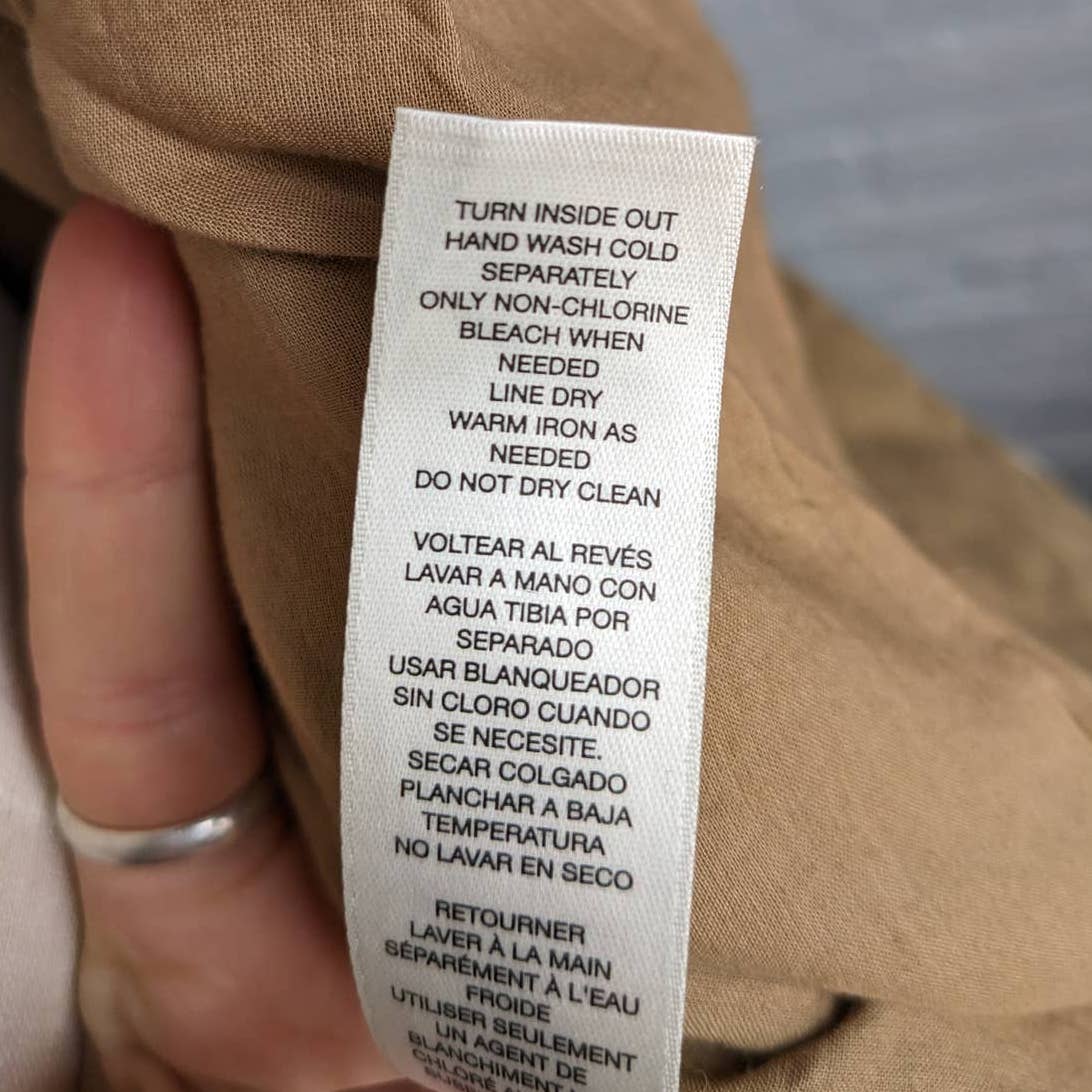 TURN INSIDE OUT
HAND WASH COLD
SEPARATELY
ONLY NON-CHLORINE
BLEACH WHEN
NEEDED
LINE DRY
WARM IRON AS
NEEDED
DO NOT DRY CLEAN
VOLTEAR AL REVÉS
LAVAR A MANO CON
AGUA TIBIA POR
SEPARADO
USAR BLANQUEADOR
SIN CLORO CUANDO
SE NECESITE.
SECAR COLGADO
PLANCHAR A BAJA
TEMPERATURA
NO LAVAR EN SECO
RETOURNER
LAVER À LA MAIN
SÉPARÉMENT À L'EAU
FROIDE
UTILISER SEULEMENT
UN AGENT DE
BLANCHIMENT
CHLORÉ